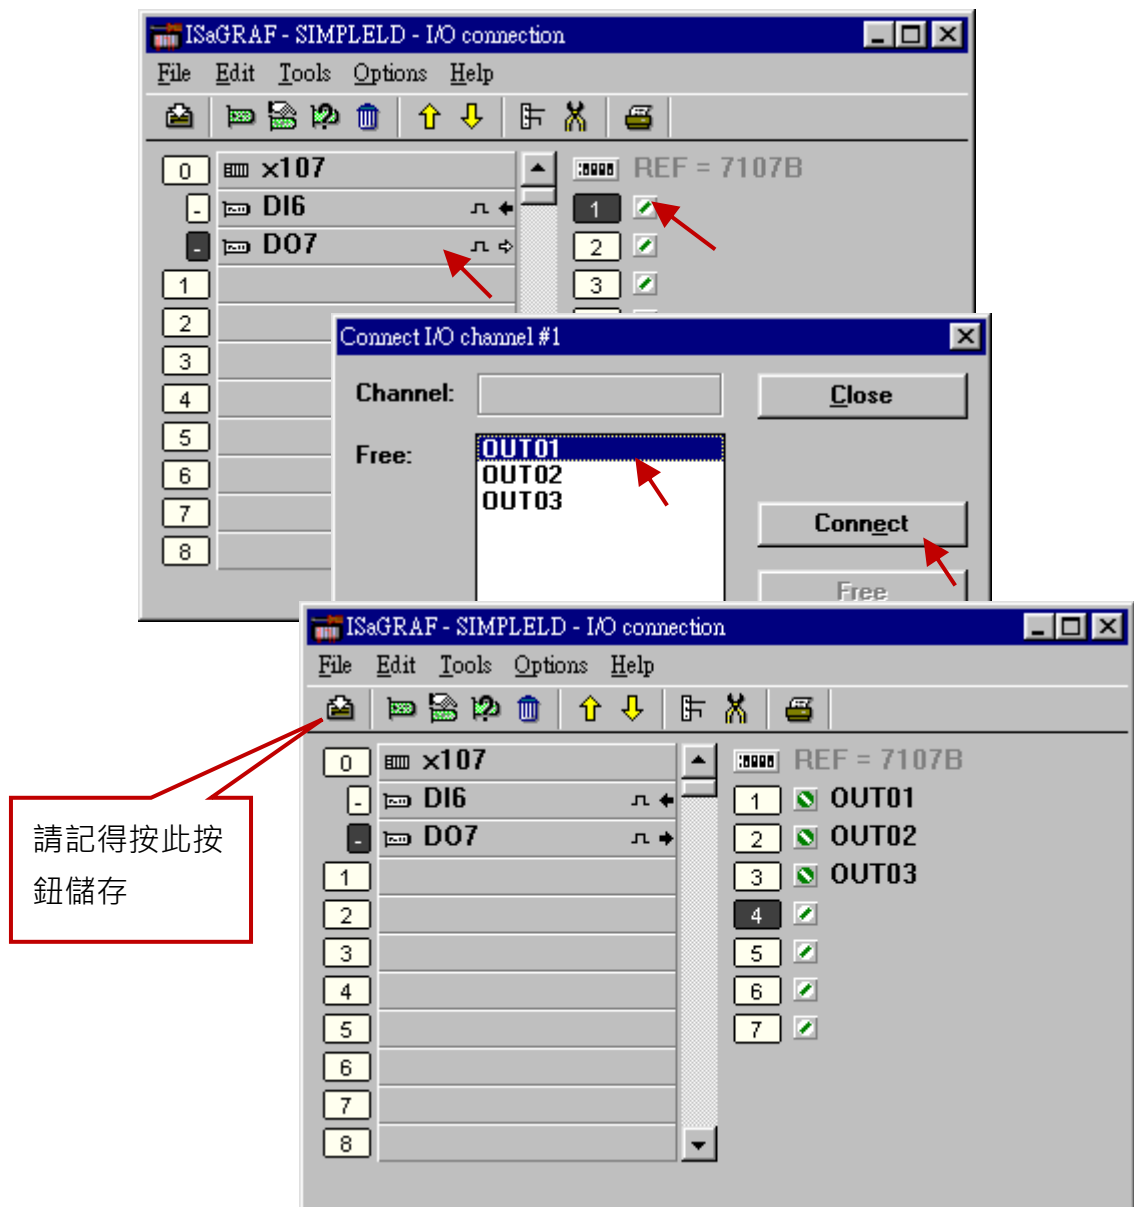 ISaGRAF - SIMPLELD - I/O connection
File Edit Tools Options Help
0 x107 REF = 7107B
- DI6 1
- DO7 2
1 3
2
3
4
5
6
7
8
Connect I/O channel #1
Channel: Close
Free: OUT01
OUT02
OUT03
Connect
Free
ISaGRAF - SIMPLELD - I/O connection
File Edit Tools Options Help
0 x107 REF = 7107B
- DI6 1 OUT01
- DO7 2 OUT02
1 3 OUT03
2 4
3 5
4 6
5 7
6
7
8
請記得按此按
鈕儲存